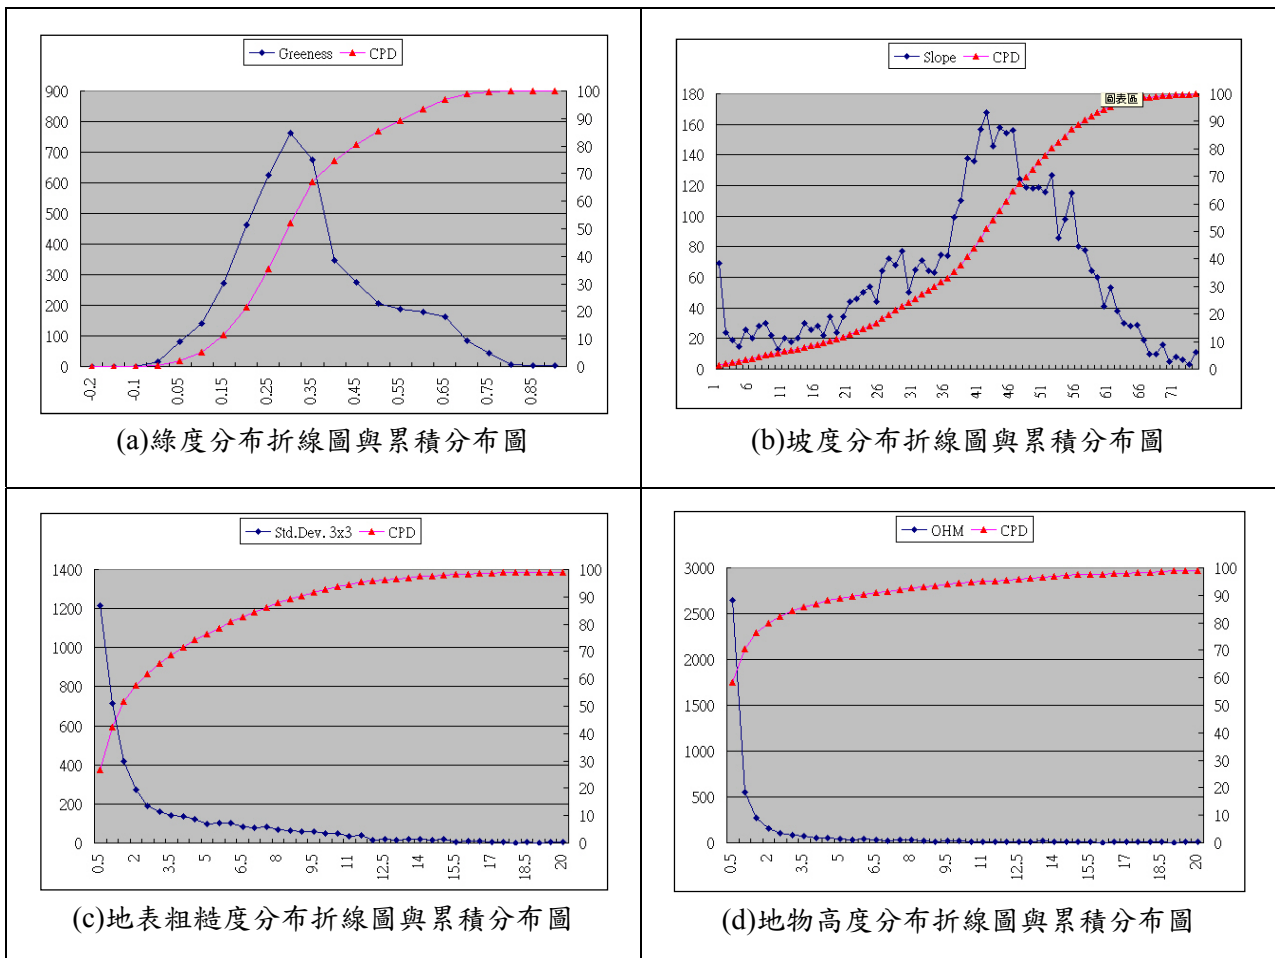 Greeness CPD
900 800 700 600 500 400 300 200 100 0
100 90 80 70 60 50 40 30 20 10 0
-0.2 -0.1 0.05 0.15 0.25 0.35 0.45 0.55 0.65 0.75 0.85
(a)綠度分布折線圖與累積分布圖
Slope CPD
圖表區
180 160 140 120 100 80 60 40 20 0
100 90 80 70 60 50 40 30 20 10 0
1 6 11 16 21 26 31 36 41 46 51 56 61 66 71
(b)坡度分布折線圖與累積分布圖
Std.Dev. 3x3 CPD
1400 1200 1000 800 600 400 200 0
100 90 80 70 60 50 40 30 20 10 0
0.5 2 3.5 5 6.5 8 9.5 11 12.5 14 15.5 17 18.5 20
(c)地表粗糙度分布折線圖與累積分布圖
OHM CPD
3000 2500 2000 1500 1000 500 0
100 90 80 70 60 50 40 30 20 10 0
0.5 2 3.5 5 6.5 8 9.5 11 12.5 14 15.5 17 18.5 20
(d)地物高度分布折線圖與累積分布圖